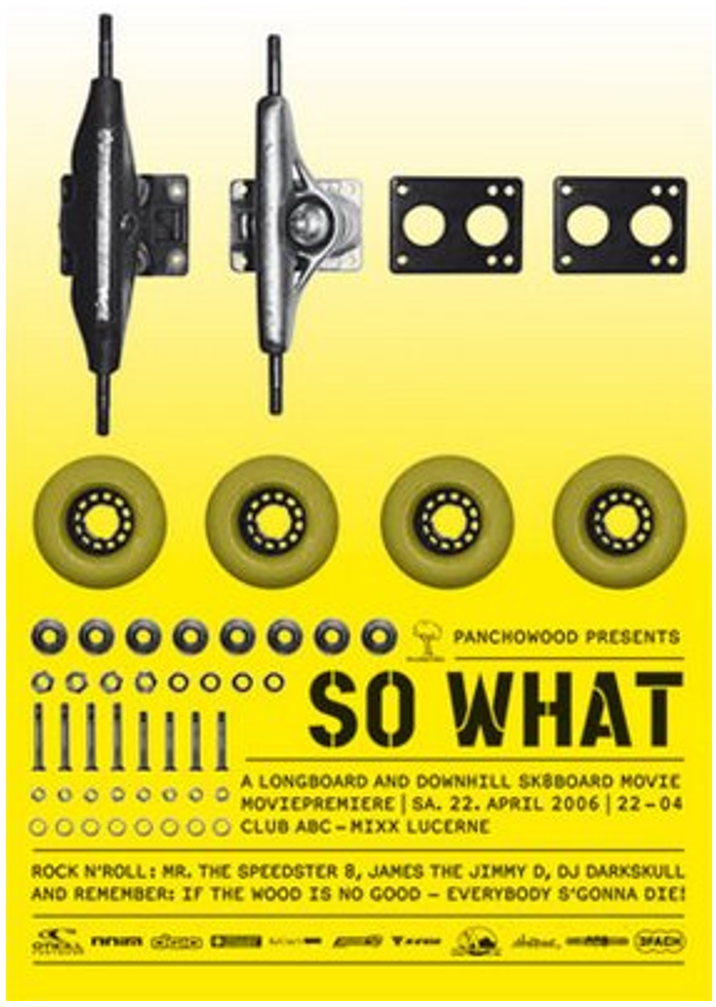 PANCHOWOOD PRESENTS
SO WHAT
A LONGBOARD AND DOWNHILL SK8BOARD MOVIE
MOVIEPREMIERE | SA. 22. APRIL 2006 | 22–04
CLUB ABC – MIXX LUCERNE
ROCK N'ROLL: MR. THE SPEEDSTER 8, JAMES THE JIMMY D, DJ DARKSKULL
AND REMEMBER: IF THE WOOD IS NO GOOD – EVERYBODY S'GONNA DIE!
O'NEILL 3FACH